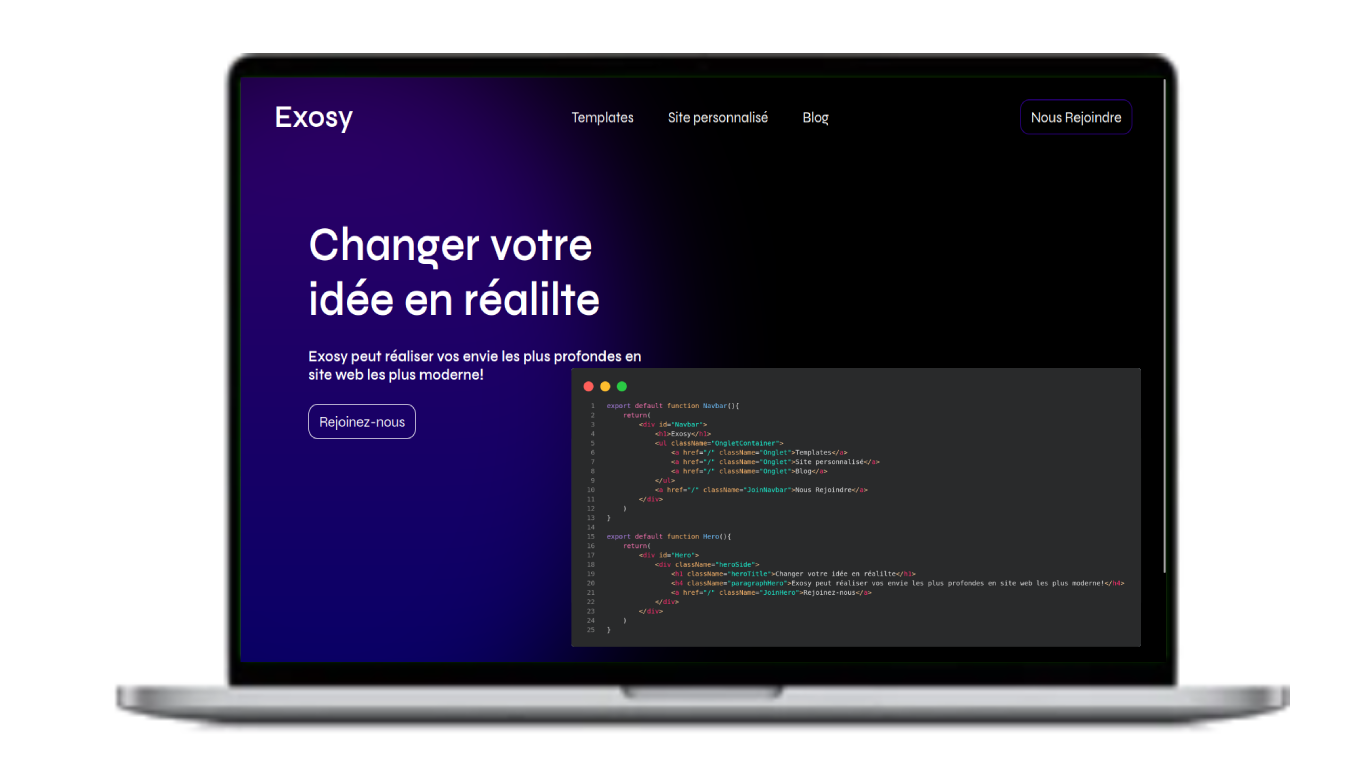 Exosy
Templates
Site personnalisé
Blog
Nous Rejoindre
Changer votre
idée en réalilte
Exosy peut réaliser vos envie les plus profondes en
site web les plus moderne!
Rejoinez-nous
1 export default function Navbar(){
2 return(
3 <div id="Navbar">
4 <h1>Exosy</h1>
5 <ul className="OngletContainer">
6 <a href="/" className="Onglet">Templates</a>
7 <a href="/" className="Onglet">Site personnalisé</a>
8 <a href="/" className="Onglet">Blog</a>
9 </ul>
10 <a href="/" className="JoinNavbar">Nous Rejoindre</a>
11 </div>
12 )
13 }
14
15 export default function Hero(){
16 return(
17 <div id="Hero">
18 <div className="heroSide">
19 <h1 className="heroTitle">Changer votre idée en réalilte</h1>
20 <h4 className="paragraphHero">Exosy peut réaliser vos envie les plus profondes en site web les plus moderne!</h4>
21 <a href="/" className="JoinHero">Rejoinez-nous</a>
22 </div>
23 </div>
24 )
25 }